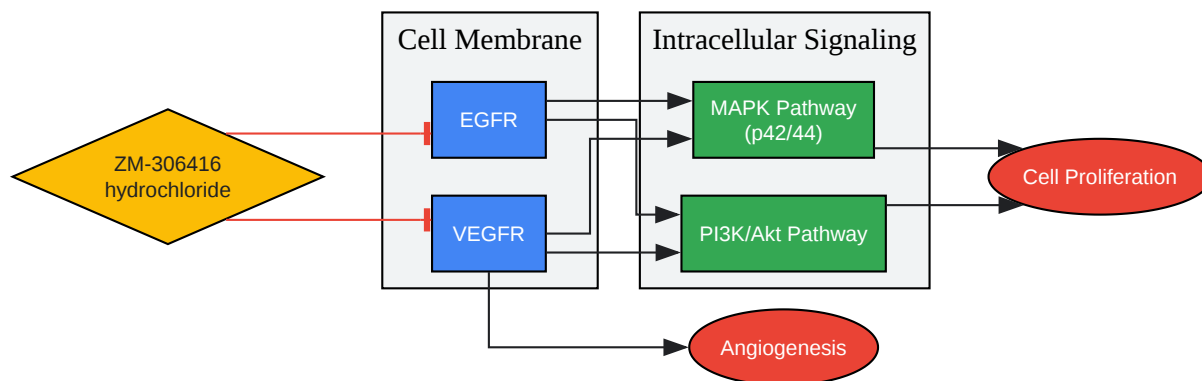 Cell Membrane
Intracellular Signaling
EGFR
MAPK Pathway
(p42/44)
ZM-306416
hydrochloride
Cell Proliferation
VEGFR
PI3K/Akt Pathway
Angiogenesis